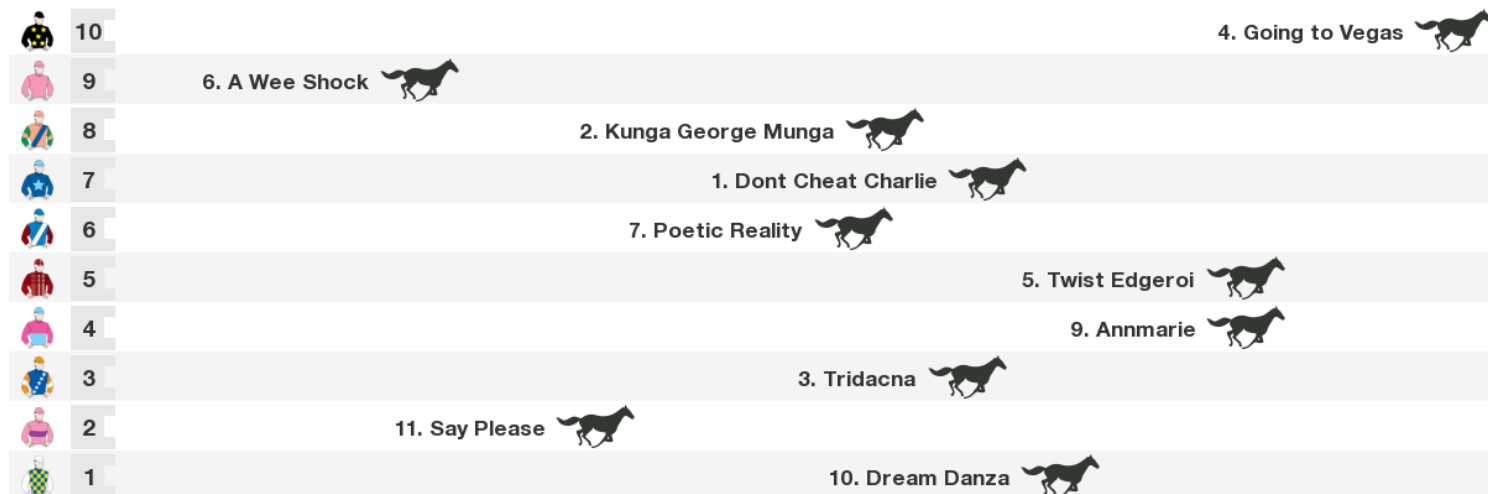 10 4. Going to Vegas
9 6. A Wee Shock
8 2. Kunga George Munga
7 1. Dont Cheat Charlie
6 7. Poetic Reality
5 5. Twist Edgeroi
4 9. Annmarie
3 3. Tridacna
2 11. Say Please
1 10. Dream Danza